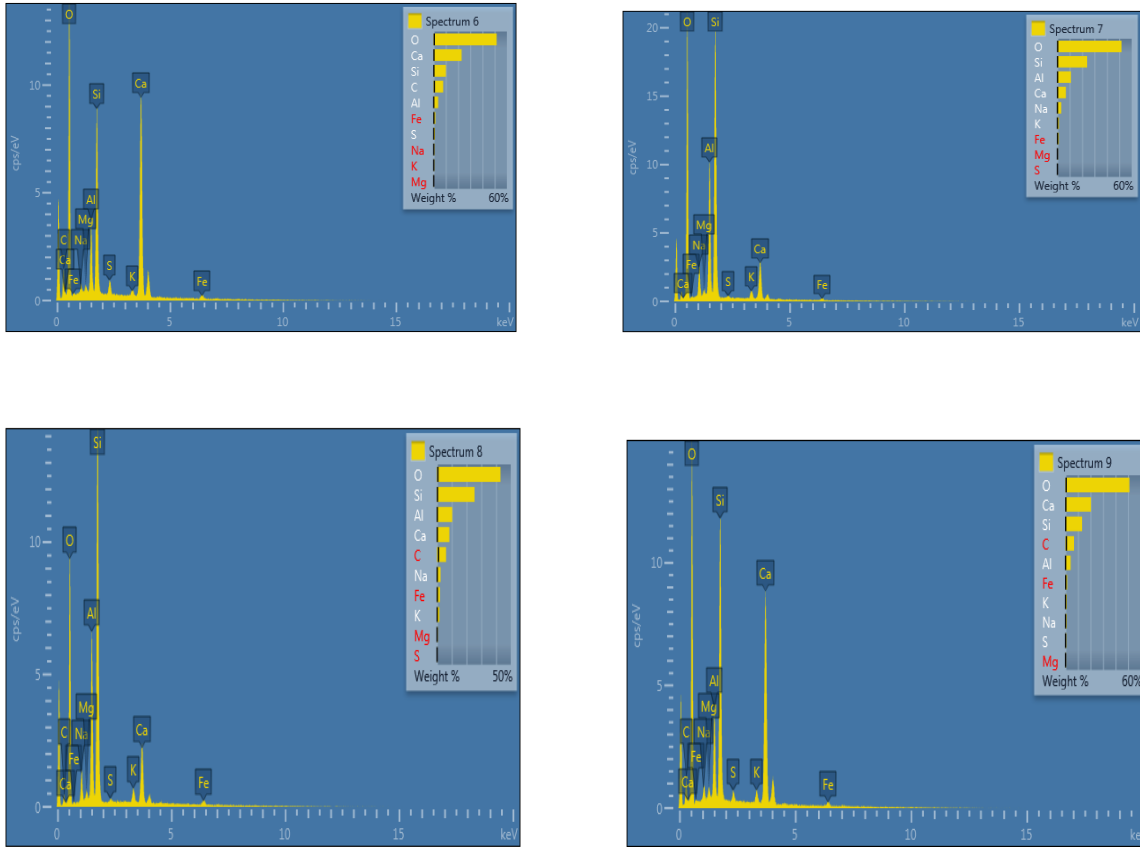 Spectrum 6
O
Ca
Si
C
Al
Fe
S
Na
K
Mg
Weight % 60%
cps/eV
10
5
0
O
Si
Ca
Al
Mg
C
Na
Ca
Fe
S
K
Fe
0 5 10 15 keV
Spectrum 7
O
Si
Al
Ca
Na
K
Fe
Mg
S
Weight % 60%
cps/eV
20
15
10
5
0
O
Si
Al
Mg
Na
Fe
Ca
S
K
Ca
Fe
0 5 10 15 keV
Spectrum 8
O
Si
Al
Ca
C
Na
Fe
K
Mg
S
Weight % 50%
cps/eV
10
5
0
Si
O
Al
Mg
C
Na
Fe
Ca
S
K
Ca
Fe
0 5 10 15 keV
Spectrum 9
O
Ca
Si
C
Al
Fe
K
Na
S
Mg
Weight % 60%
cps/eV
10
5
0
O
Si
Ca
Al
Mg
C
Na
Fe
Ca
S
K
Fe
0 5 10 15 ke